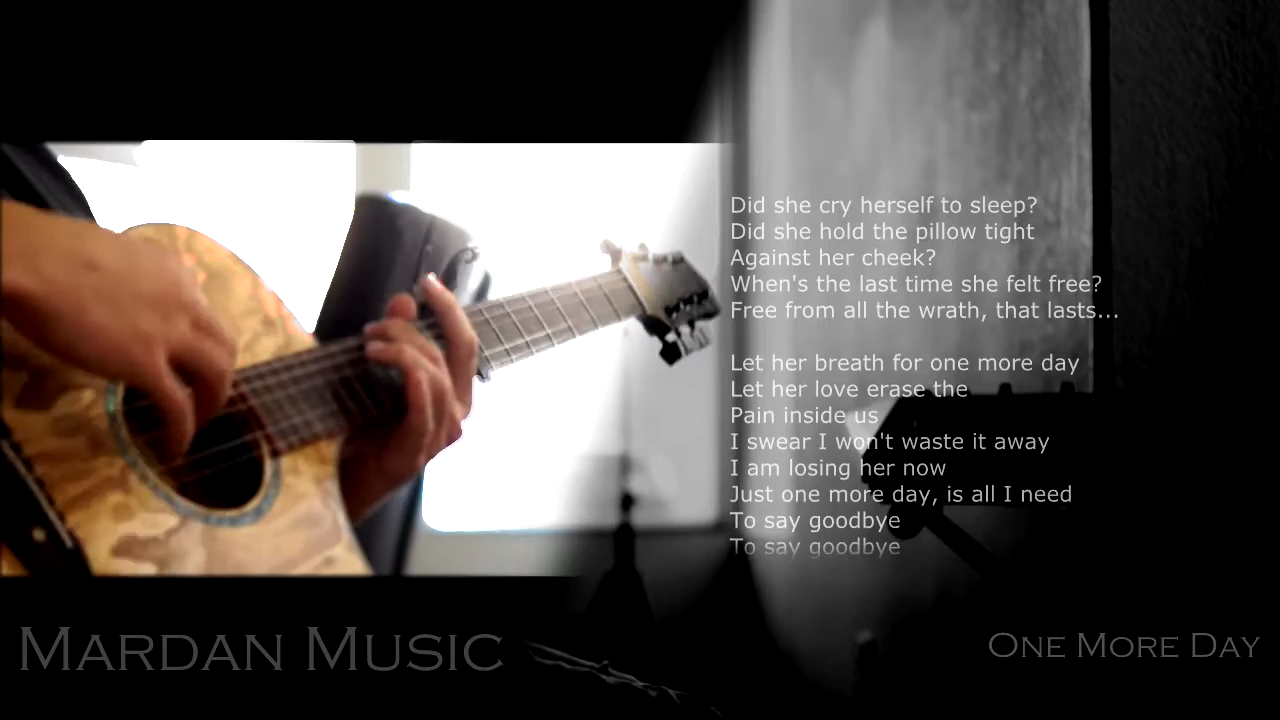 Did she cry herself to sleep?
Did she hold the pillow tight
Against her cheek?
When's the last time she felt free?
Free from all the wrath, that lasts...
Let her breath for one more day
Let her love erase the
Pain inside us
I swear I won't waste it away
I am losing her now
Just one more day, is all I need
To say goodbye
To say goodbye
Mardan Music
One More Day